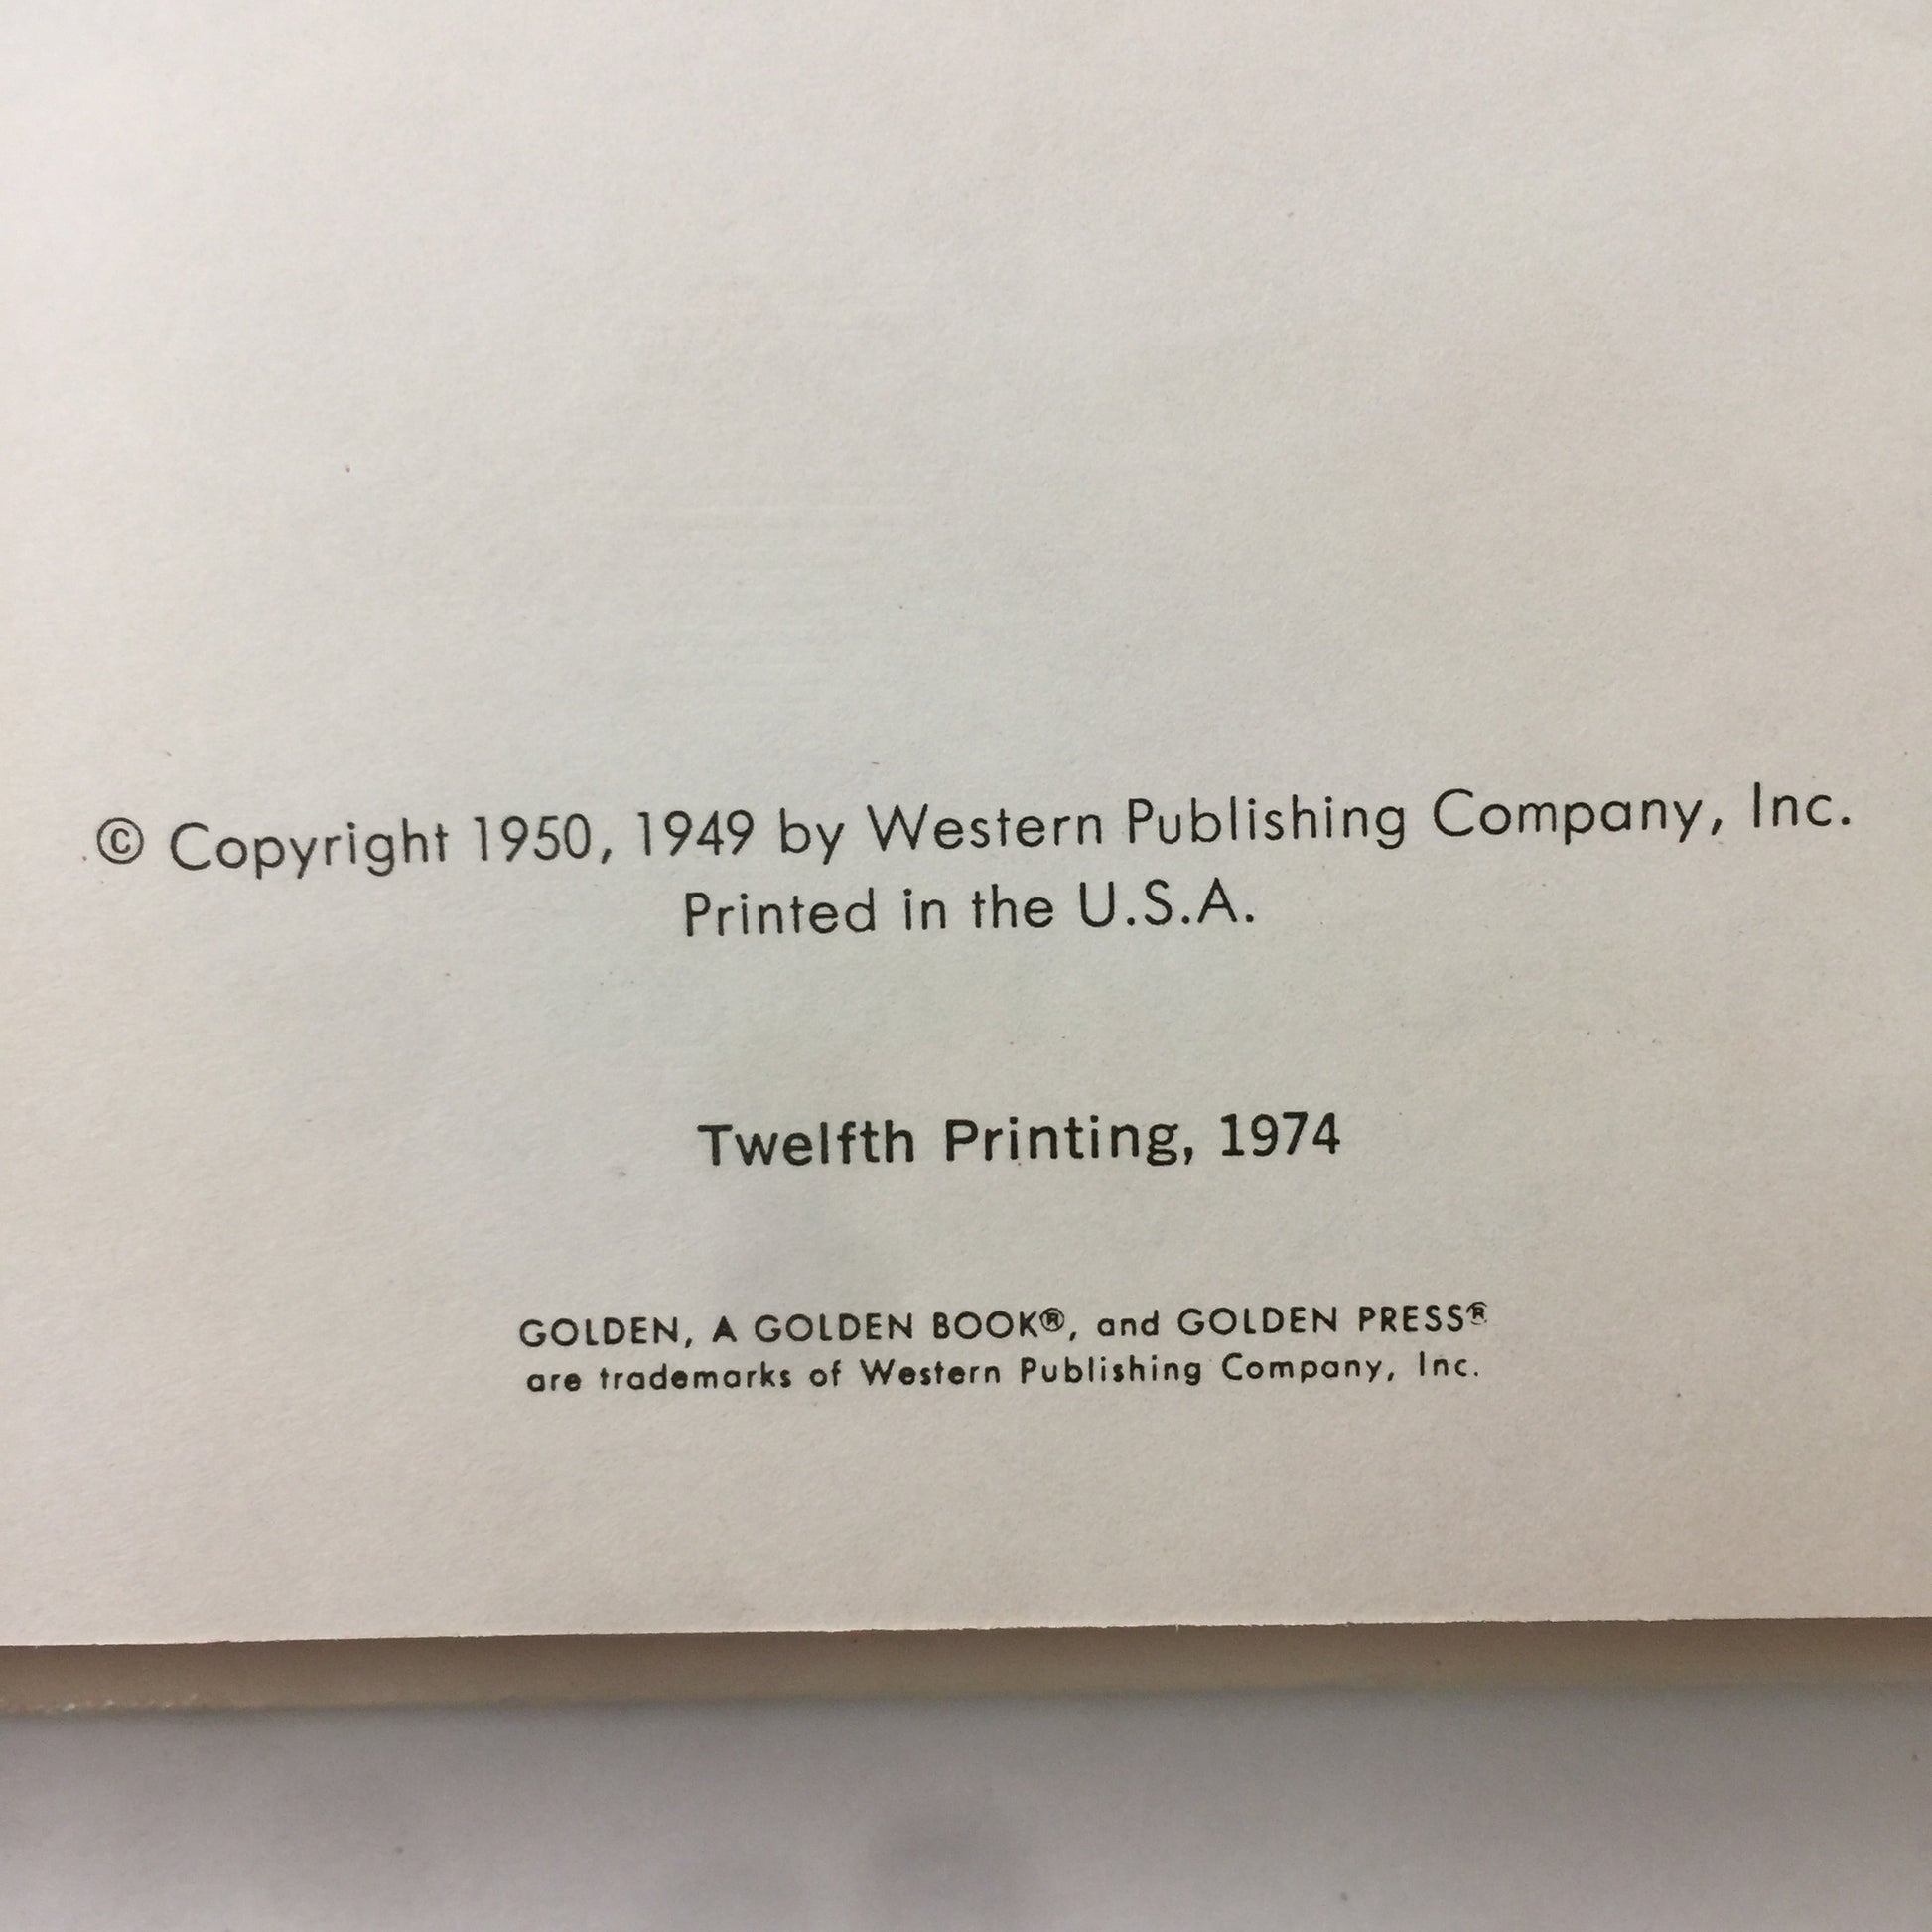 © Copyright 1950, 1949 by Western Publishing Company, Inc.
Printed in the U.S.A.
Twelfth Printing, 1974
GOLDEN, A GOLDEN BOOK®, and GOLDEN PRESS®
are trademarks of Western Publishing Company, Inc.